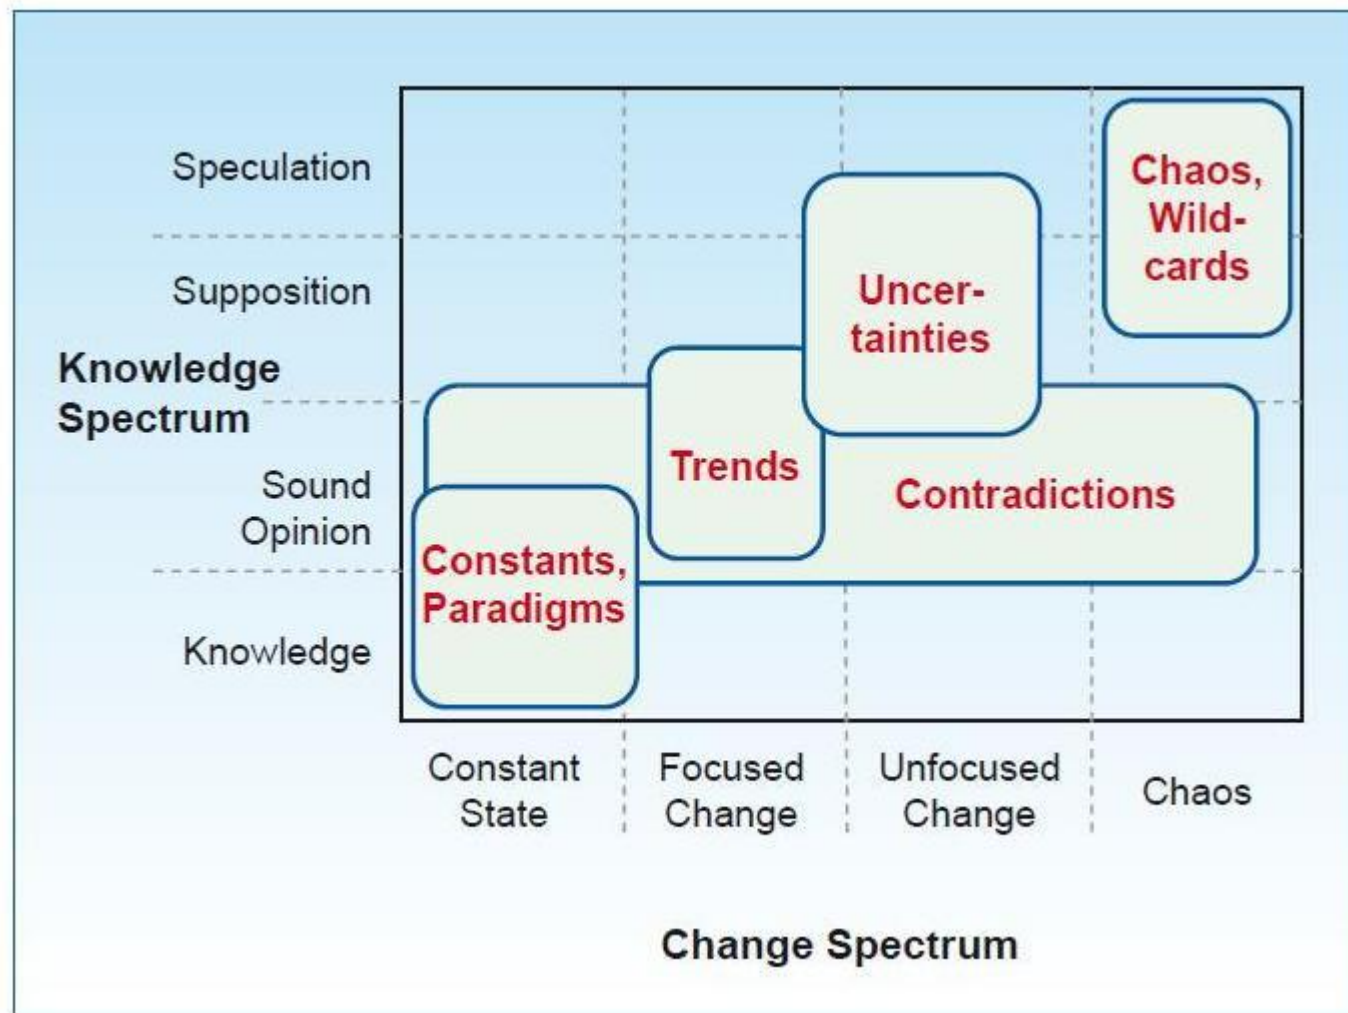 Speculation
Supposition
Knowledge
Spectrum
Sound
Opinion
Knowledge
Chaos,
Wild-
cards
Uncer-
tainties
Trends
Contradictions
Constants,
Paradigms
Constant
State
Focused
Change
Unfocused
Change
Chaos
Change Spectrum